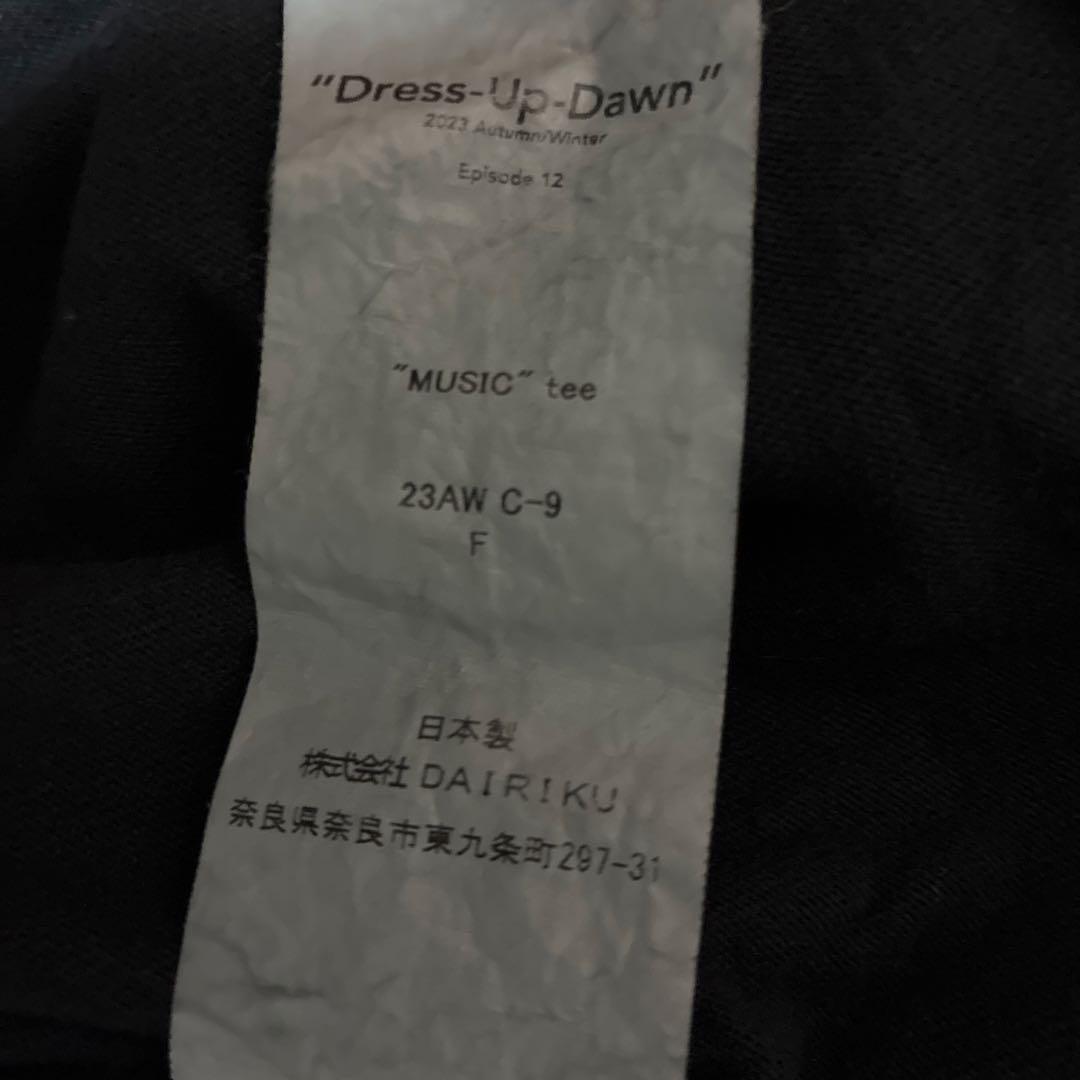 "Dress-Up-Dawn"
2023 Autumn/Winter
Episode 12
"MUSIC" tee
23AW C-9
F
日本製
株式会社 DAIRIKU
奈良県奈良市東九条町297-31